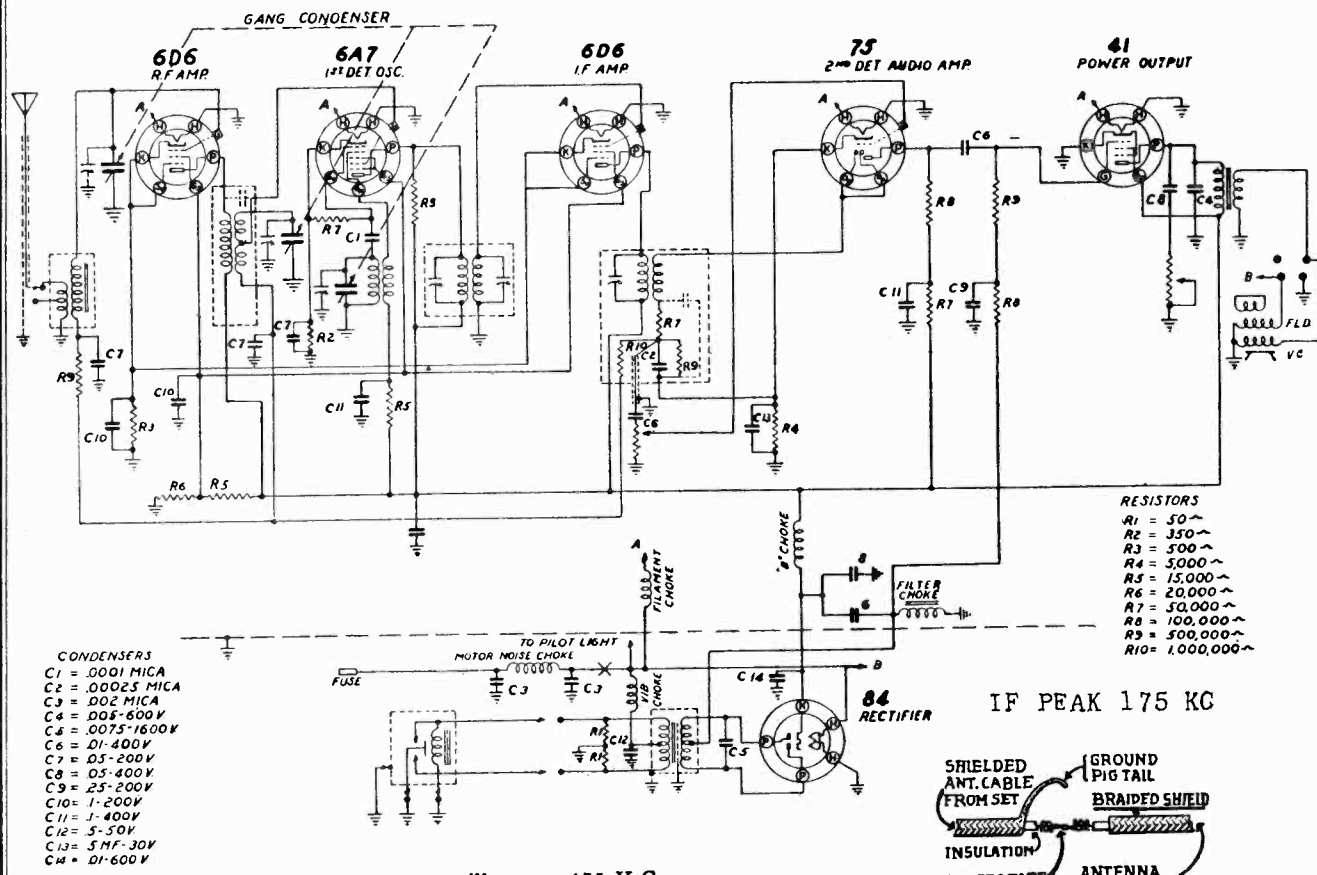 GANG CONDENSER
6D6
R.F. AMP.
6A7
1ST DET OSC.
6D6
I.F. AMP.
75
2ND DET AUDIO AMP.
41
POWER OUTPUT
A
H
H
K
P
A
H
H
K
P
H
H
K
P
A
H
H
K
P
A
H
H
K
P
G
C6
-
R7
C1
R3
R8
R9
C8
C4
B
FLD.
VC
C7
R9
C10
R3
C10
C7
C7
R2
C11
R5
R7
R10
C2
R9
C6
C13
R4
C11
R7
C9
R8
R6
R5
"B" CHOKE
8
6
FILTER
CHOKE
A
FILAMENT
CHOKE
RESISTORS
R1 = 50~
R2 = 350~
R3 = 500~
R4 = 5,000~
R5 = 15,000~
R6 = 20,000~
R7 = 50,000~
R8 = 100,000~
R9 = 500,000~
R10= 1,000,000~
TO PILOT LIGHT
MOTOR NOISE CHOKE
FUSE
C3
C3
VIB
CHOKE
B
C14
84
RECTIFIER
K
H
P
H
P
R1
R1
C12
C5
CONDENSERS
C1 = .0001 MICA
C2 = .00025 MICA
C3 = .002 MICA
C4 = .005-600V
C5 = .0075-1600V
C6 = .01-400V
C7 = .05-200V
C8 = .05-400V
C9 = .25-200V
C10= .1-200V
C11= .1-400V
C12= .5-50V
C13= 5MF-30V
C14= .01-600V
IF PEAK 175 KC
SHIELDED
ANT. CABLE
FROM SET
GROUND
PIG TAIL
BRAIDED SHIELD
INSULATION
ANTENNA